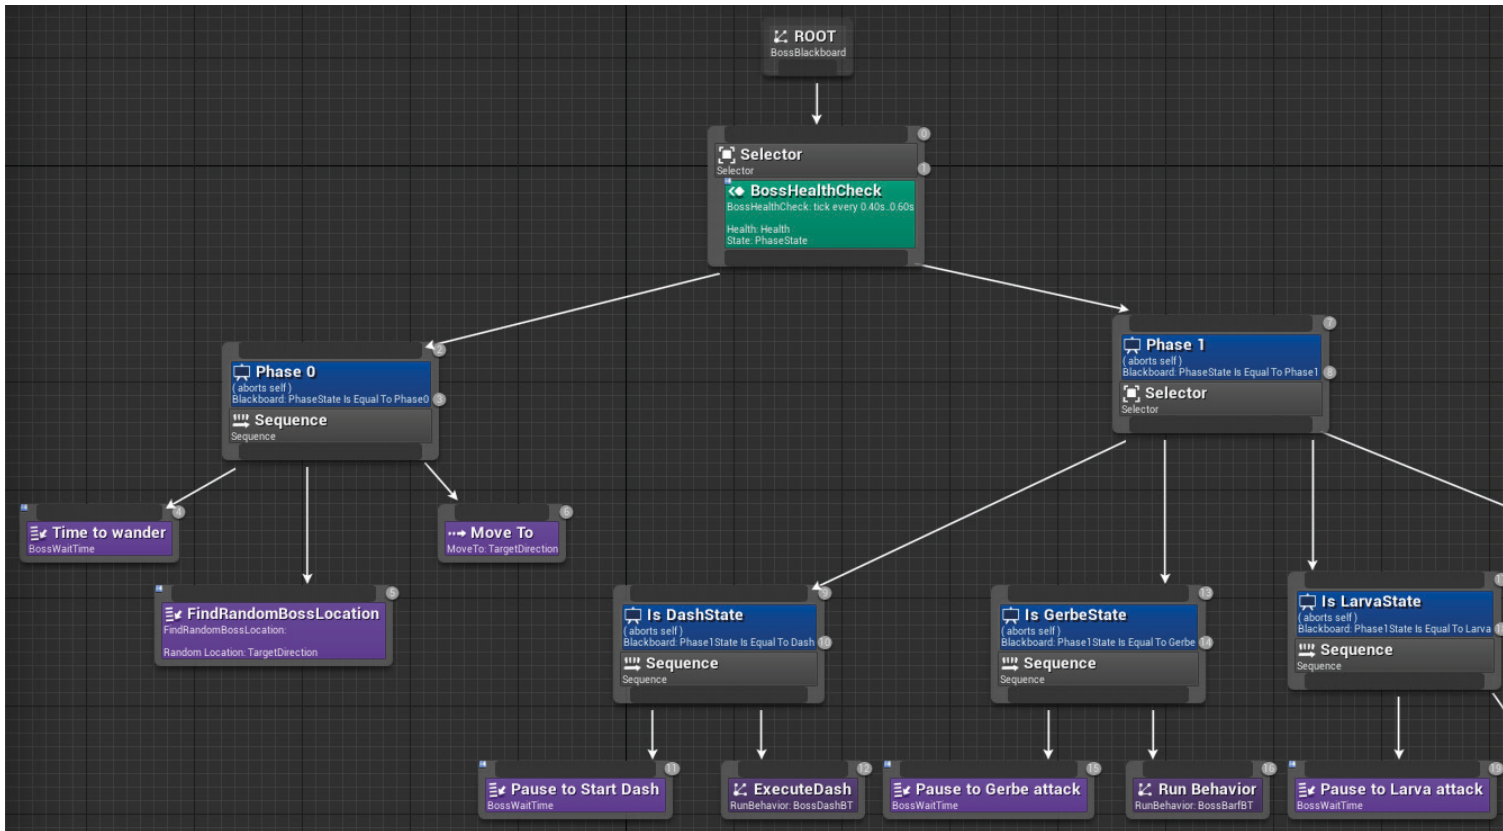 ROOT
BossBlackboard
0
Selector
Selector
1
BossHealthCheck
BossHealthCheck: tick every 0.40s..0.60s
Health: Health
State: PhaseState
2
Phase 0
( aborts self )
Blackboard: PhaseState Is Equal To Phase0
3
Sequence
Sequence
7
Phase 1
( aborts self )
Blackboard: PhaseState Is Equal To Phase1
8
Selector
Selector
4
Time to wander
BossWaitTime
5
FindRandomBossLocation
FindRandomBossLocation:
Random Location: TargetDirection
6
Move To
MoveTo: TargetDirection
9
Is DashState
( aborts self )
Blackboard: Phase1State Is Equal To Dash
10
Sequence
Sequence
13
Is GerbeState
( aborts self )
Blackboard: Phase1State Is Equal To Gerbe
14
Sequence
Sequence
Is LarvaState
( aborts self )
Blackboard: Phase1State Is Equal To Larva
Sequence
Sequence
11
Pause to Start Dash
BossWaitTime
12
ExecuteDash
RunBehavior: BossDashBT
15
Pause to Gerbe attack
BossWaitTime
16
Run Behavior
RunBehavior: BossBarfBT
19
Pause to Larva attack
BossWaitTime